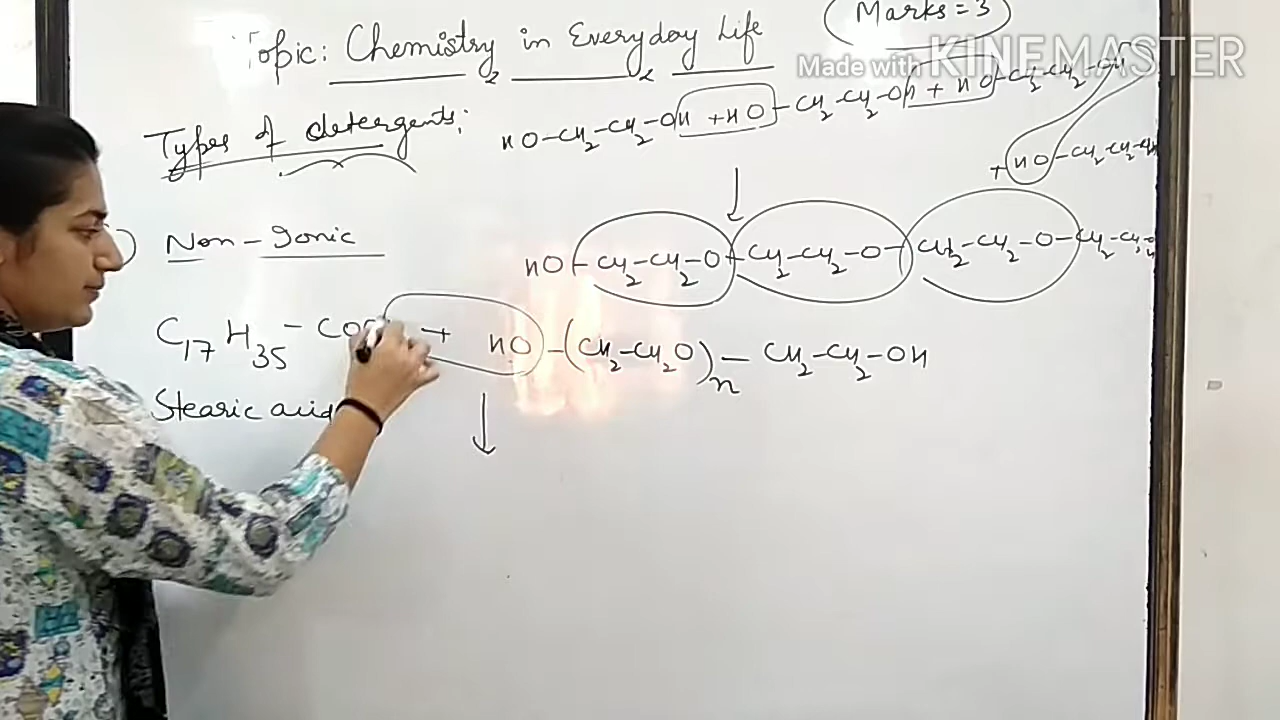 Topic: Chemistry in Everyday Life
Marks = 3
Made with KINEMASTER
Types of detergents:
HO-CH2-CH2-OH + HO-CH2-CH2-OH + HO-CH2-CH2-OH
+ HO-CH2-CH2-OH
Non-Ionic
HO-CH2-CH2-O-CH2-CH2-O-CH2-CH2-O-CH2-CH2-OH
C17H35-COO + HO-(CH2-CH2O)n-CH2-CH2-OH
Stearic acid